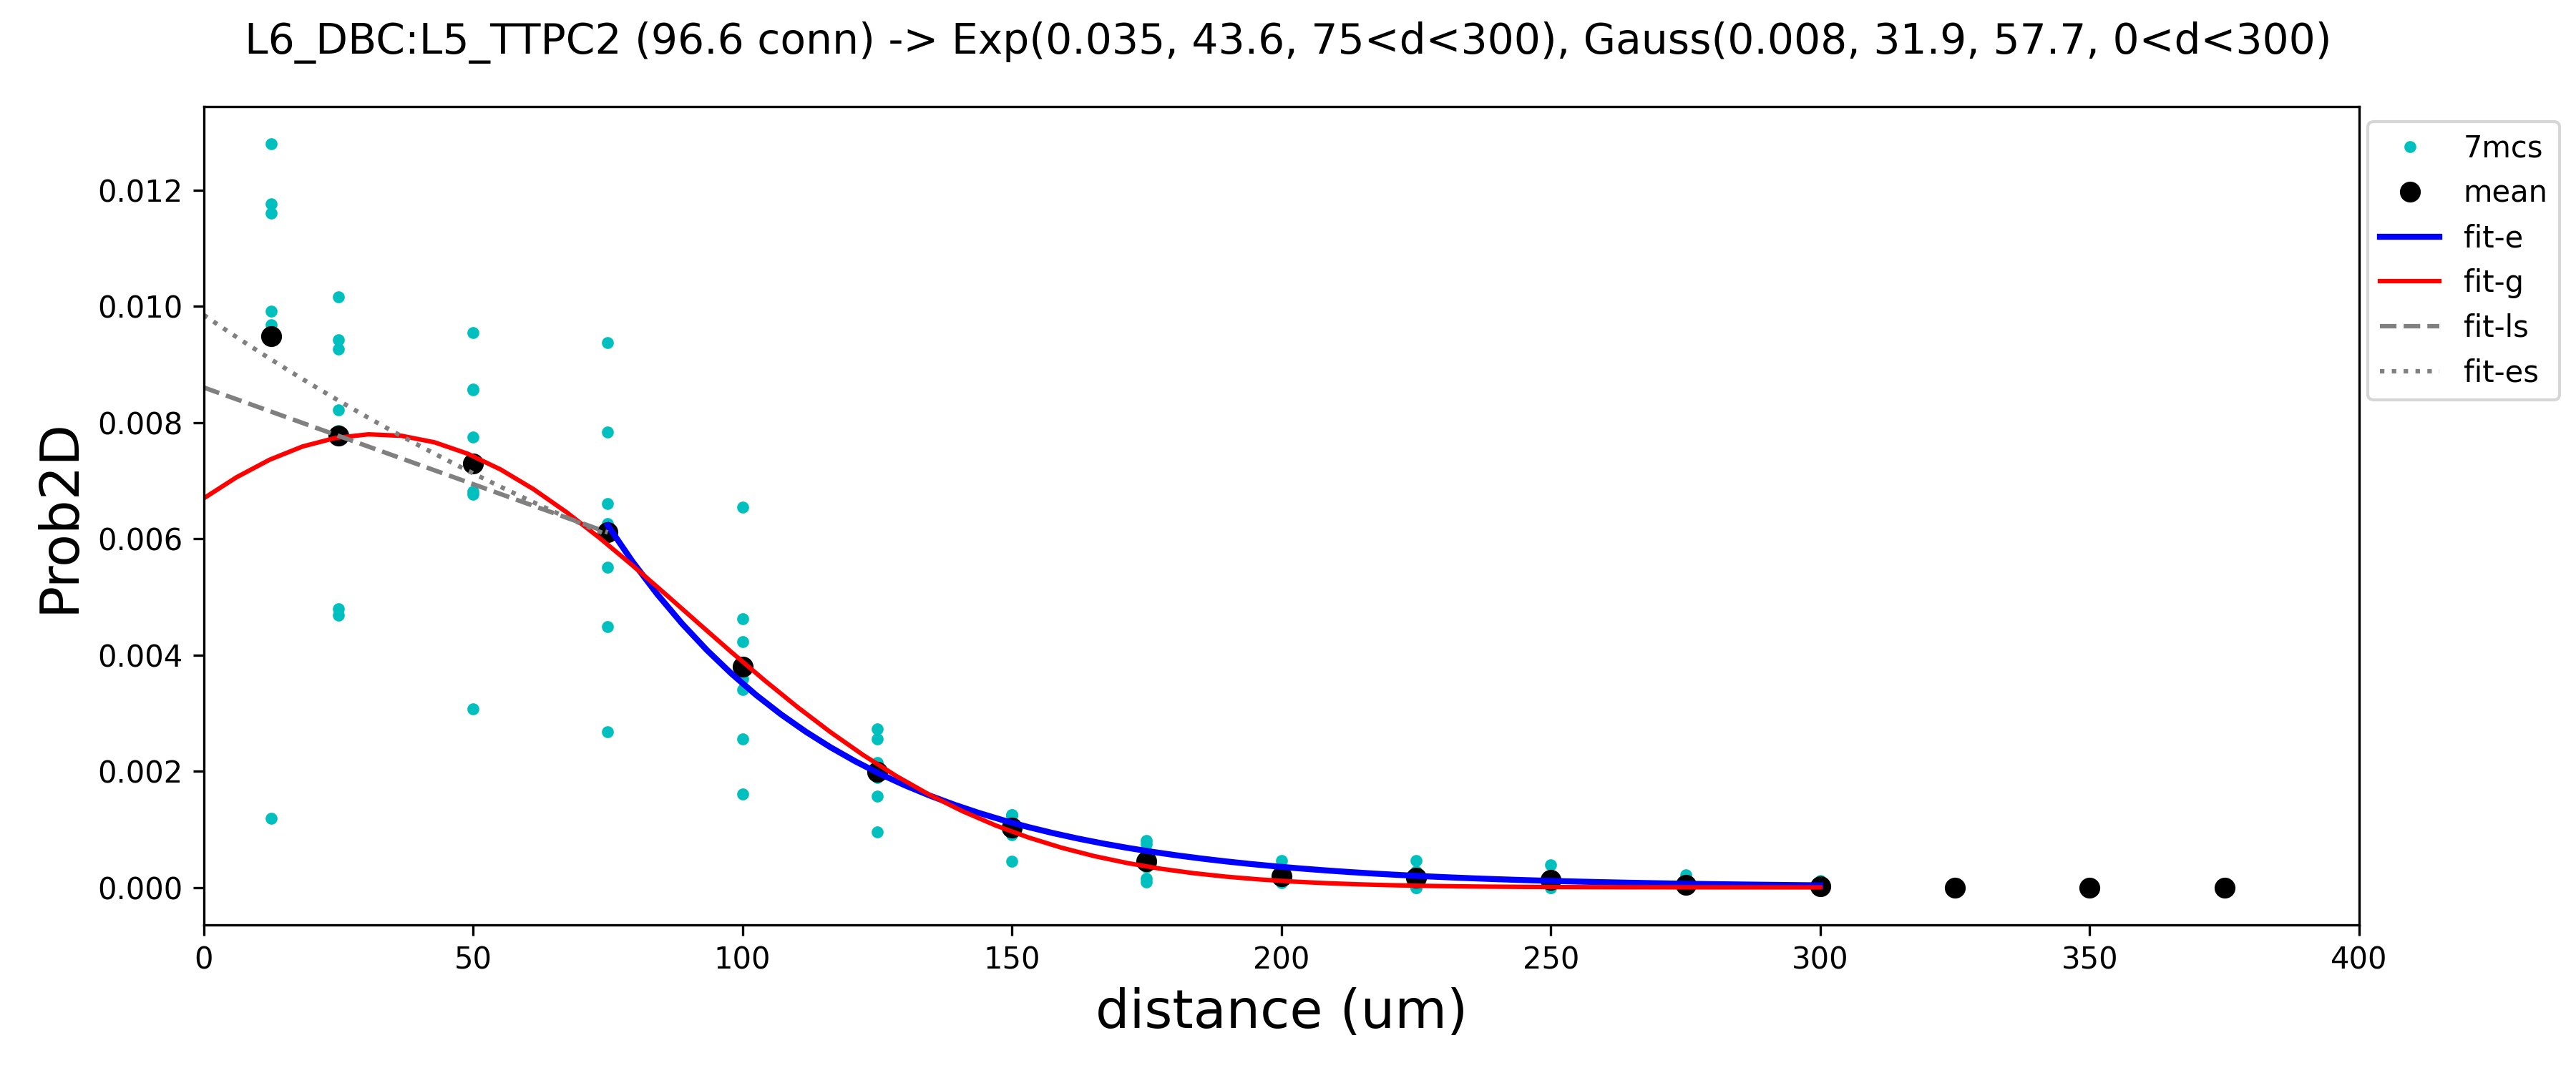 L6_DBC:L5_TTPC2 (96.6 conn) -> Exp(0.035, 43.6, 75<d<300), Gauss(0.008, 31.9, 57.7, 0<d<300)
7mcs
mean
fit-e
fit-g
fit-ls
fit-es
Prob2D
0.012
0.010
0.008
0.006
0.004
0.002
0.000
0 50 100 150 200 250 300 350 400
distance (um)